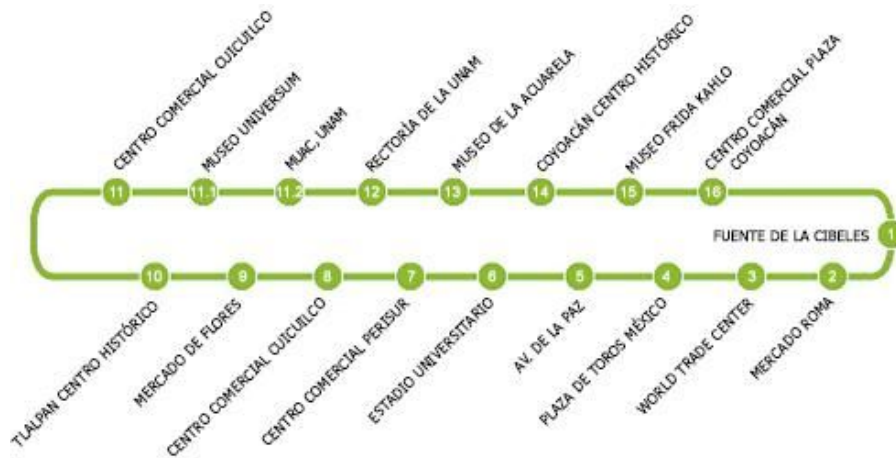 CENTRO COMERCIAL CUICUILCO
MUSEO UNIVERSUM
MUAC, UNAM
RECTORÍA DE LA UNAM
MUSEO DE LA ACUARELA
COYOACÁN CENTRO HISTÓRICO
MUSEO FRIDA KAHLO
CENTRO COMERCIAL PLAZA
COYOACÁN
11
11.1
11.2
12
13
14
15
16
FUENTE DE LA CIBELES
1
10
9
8
7
6
5
4
3
2
TLALPAN CENTRO HISTÓRICO
MERCADO DE FLORES
CENTRO COMERCIAL CUICUILCO
CENTRO COMERCIAL PERISUR
ESTADIO UNIVERSITARIO
AV. DE LA PAZ
PLAZA DE TOROS MÉXICO
WORLD TRADE CENTER
MERCADO ROMA